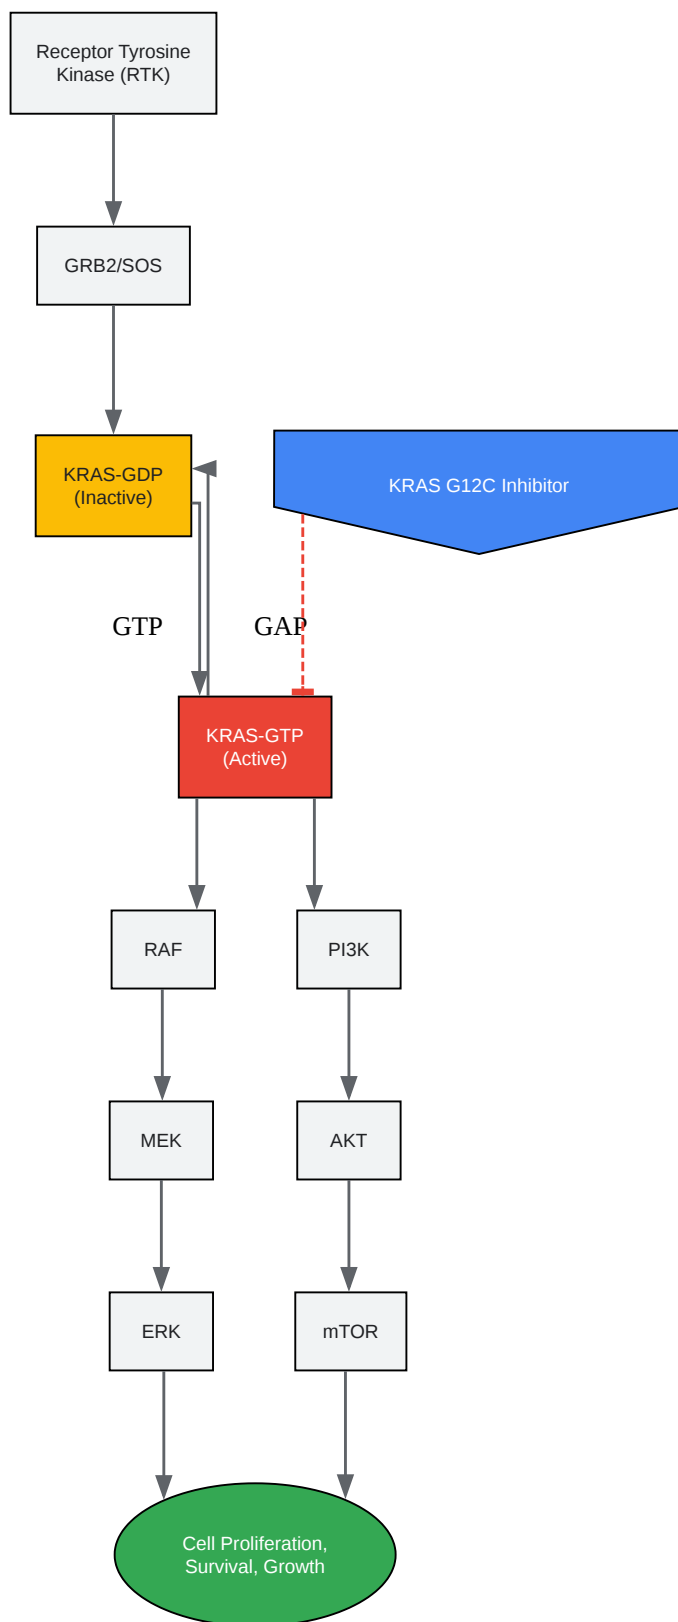 Receptor Tyrosine
Kinase (RTK)
GRB2/SOS
KRAS-GDP
(Inactive)
KRAS G12C Inhibitor
GTP
GAP
KRAS-GTP
(Active)
RAF
PI3K
MEK
AKT
ERK
mTOR
Cell Proliferation,
Survival, Growth